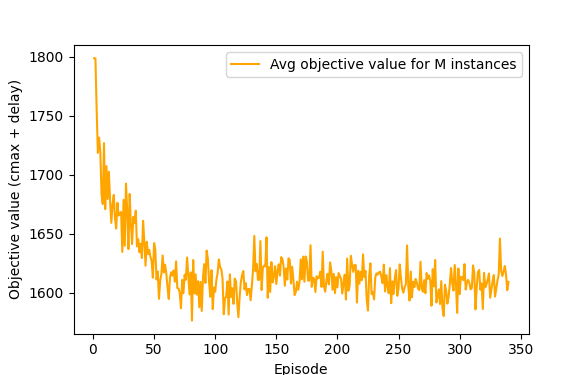 Avg objective value for M instances
Objective value (cmax + delay)
1800
1750
1700
1650
1600
0 50 100 150 200 250 300 350
Episode